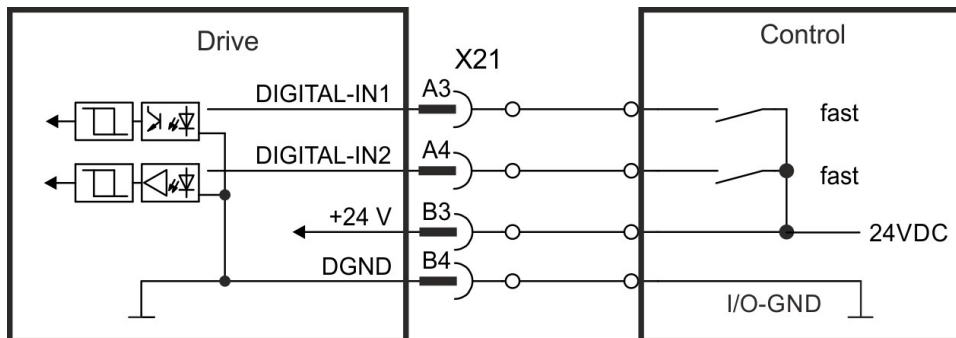 Drive
Control
X21
DIGITAL-IN1
A3
fast
DIGITAL-IN2
A4
fast
+24 V
B3
24VDC
DGND
B4
I/O-GND